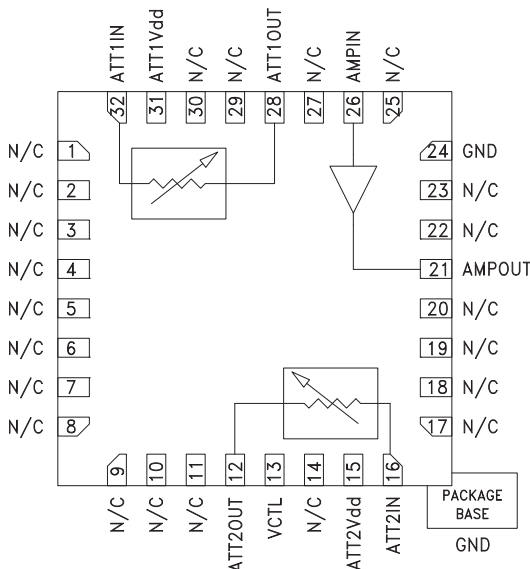 ATT1IN
ATT1Vdd
N/C
N/C
ATT1OUT
N/C
AMPIN
N/C
32
31
30
29
28
27
26
25
N/C 1
N/C 2
N/C 3
N/C 4
N/C 5
N/C 6
N/C 7
N/C 8
24 GND
23 N/C
22 N/C
21 AMPOUT
20 N/C
19 N/C
18 N/C
17 N/C
9
10
11
12
13
14
15
16
N/C
N/C
N/C
ATT2OUT
VCTL
N/C
ATT2Vdd
ATT2IN
PACKAGE
BASE
GND